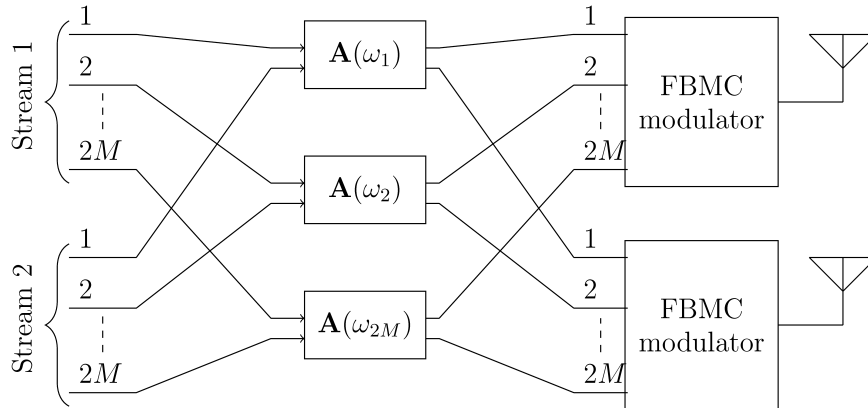 Stream 1
1
2
2M
Stream 2
1
2
2M
A(ω₁)
A(ω₂)
A(ω₂M)
1
2
2M
FBMC
modulator
1
2
2M
FBMC
modulator